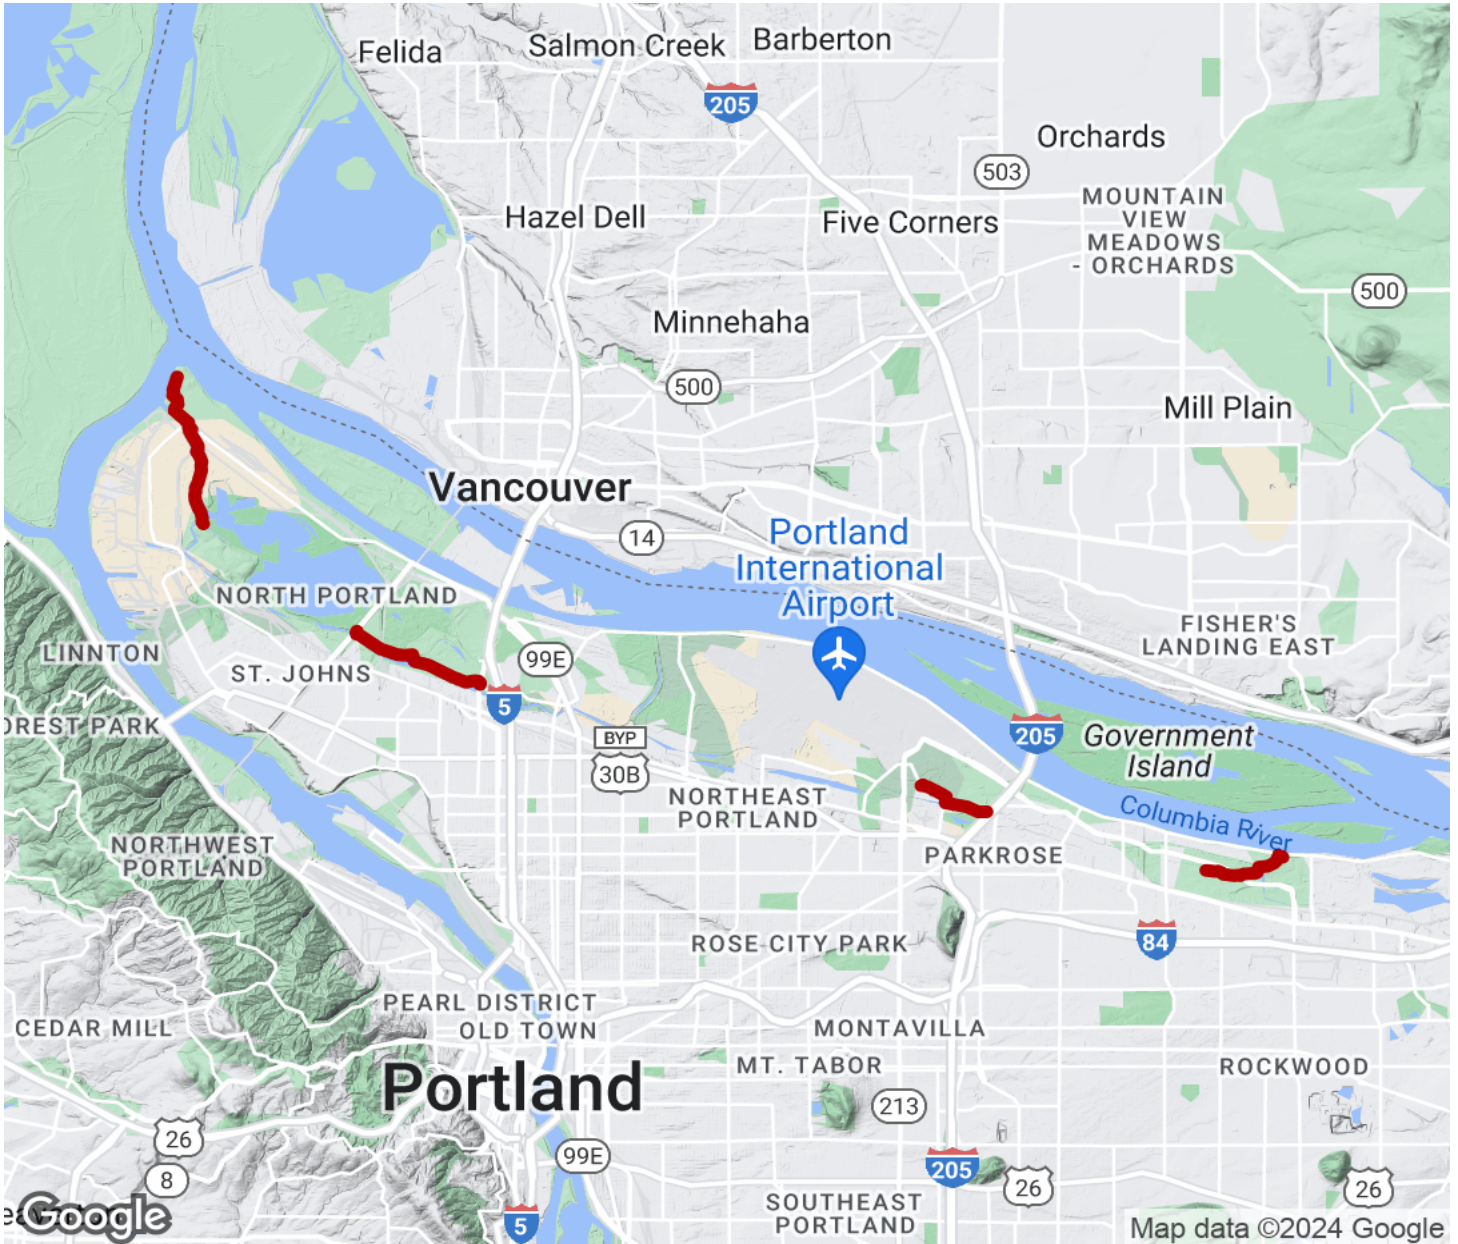 Felida
Salmon Creek
Barberton
205
Orchards
503
MOUNTAIN
VIEW
MEADOWS
- ORCHARDS
Hazel Dell
Five Corners
500
Minnehaha
500
Mill Plain
Vancouver
14
Portland
International
Airport
NORTH PORTLAND
FISHER'S
LANDING EAST
LINNTON
ST. JOHNS
99E
5
205
Government
Island
OREST PARK
BYP
30B
NORTHEAST
PORTLAND
Columbia River
NORTHWEST
PORTLAND
PARKROSE
ROSE CITY PARK
84
PEARL DISTRICT
OLD TOWN
CEDAR MILL
MONTAVILLA
MT. TABOR
ROCKWOOD
Portland
213
26
99E
8
205
26
26
SOUTHEAST
PORTLAND
5
Google
Map data ©2024 Google